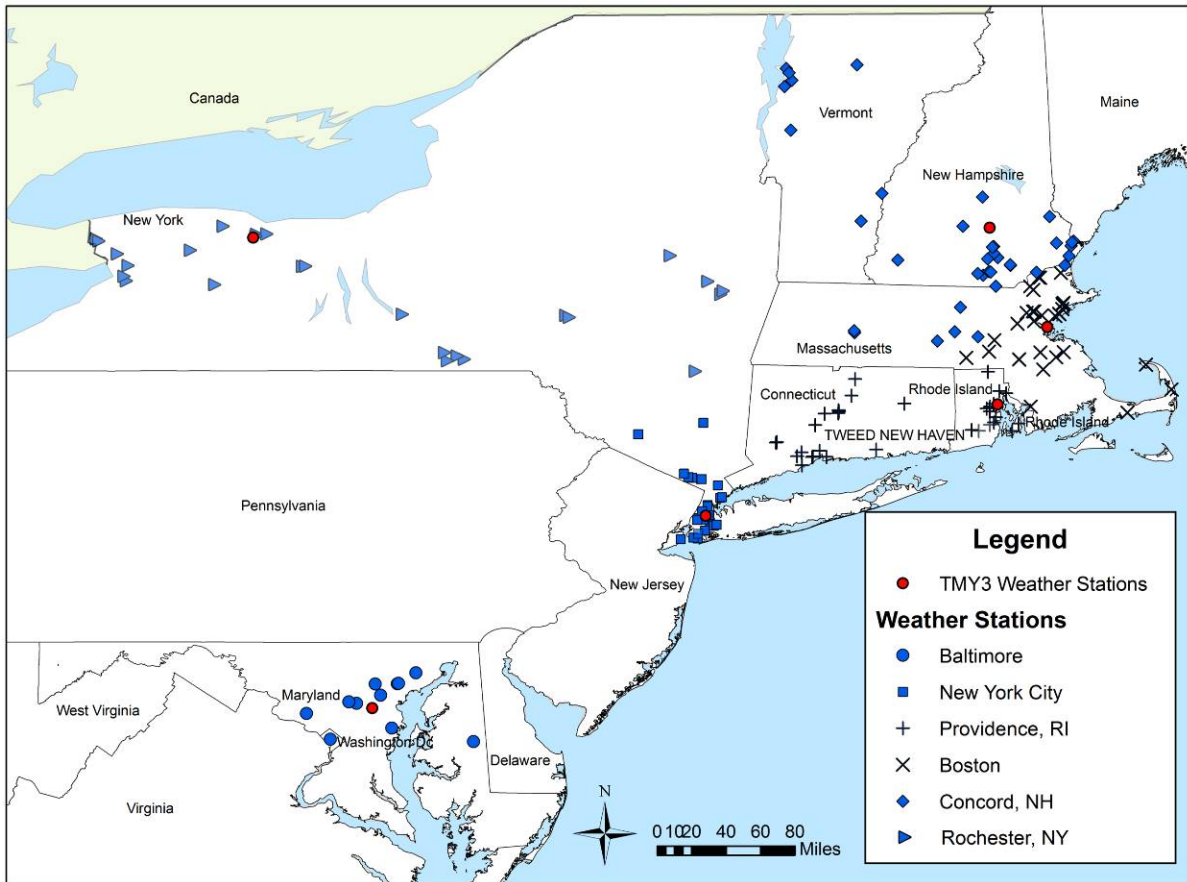 Canada
Maine
Vermont
New Hampshire
New York
Massachusetts
Connecticut
Rhode Island
Rhode Island
TWEED NEW HAVEN
Pennsylvania
New Jersey
Maryland
West Virginia
Washington Dc
Delaware
Virginia
N
0 10 20 40 60 80
Miles
Legend
TMY3 Weather Stations
Weather Stations
Baltimore
New York City
Providence, RI
Boston
Concord, NH
Rochester, NY